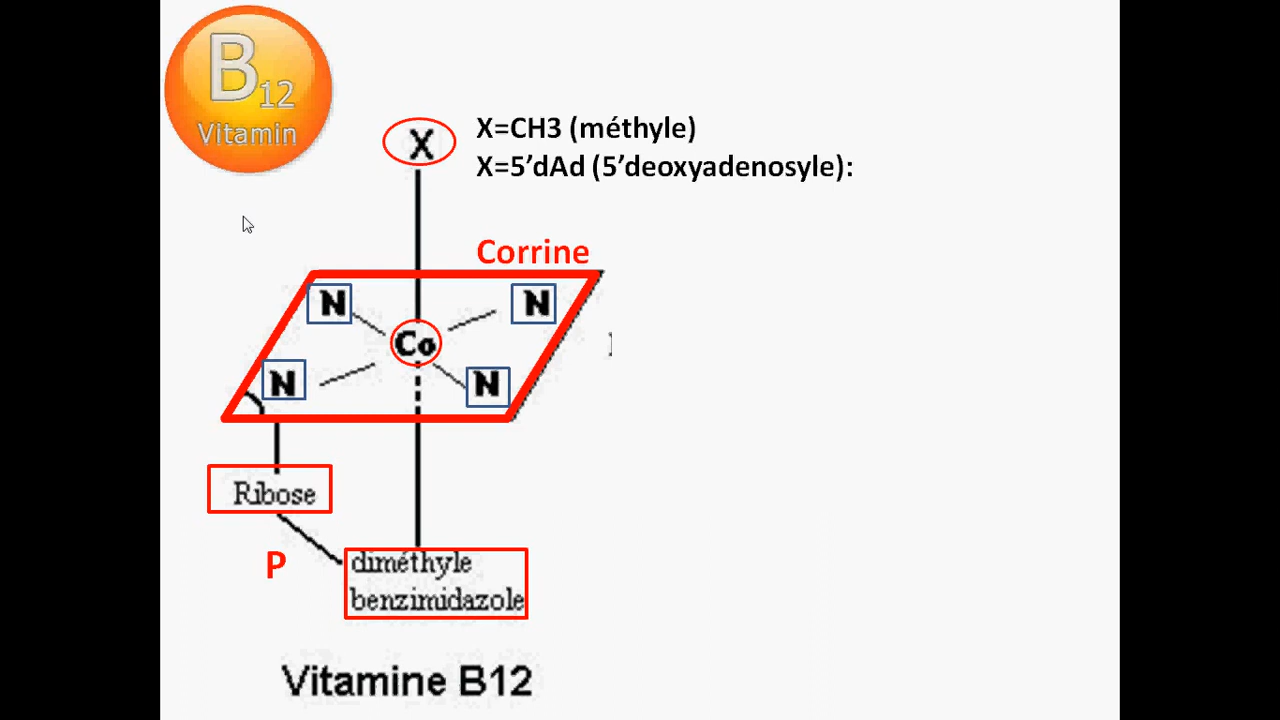 B12
Vitamin
X
X=CH3 (méthyle)
X=5’dAd (5’deoxyadenosyle):
Corrine
N
N
Co
N
N
Ribose
P
diméthyle
benzimidazole
Vitamine B12